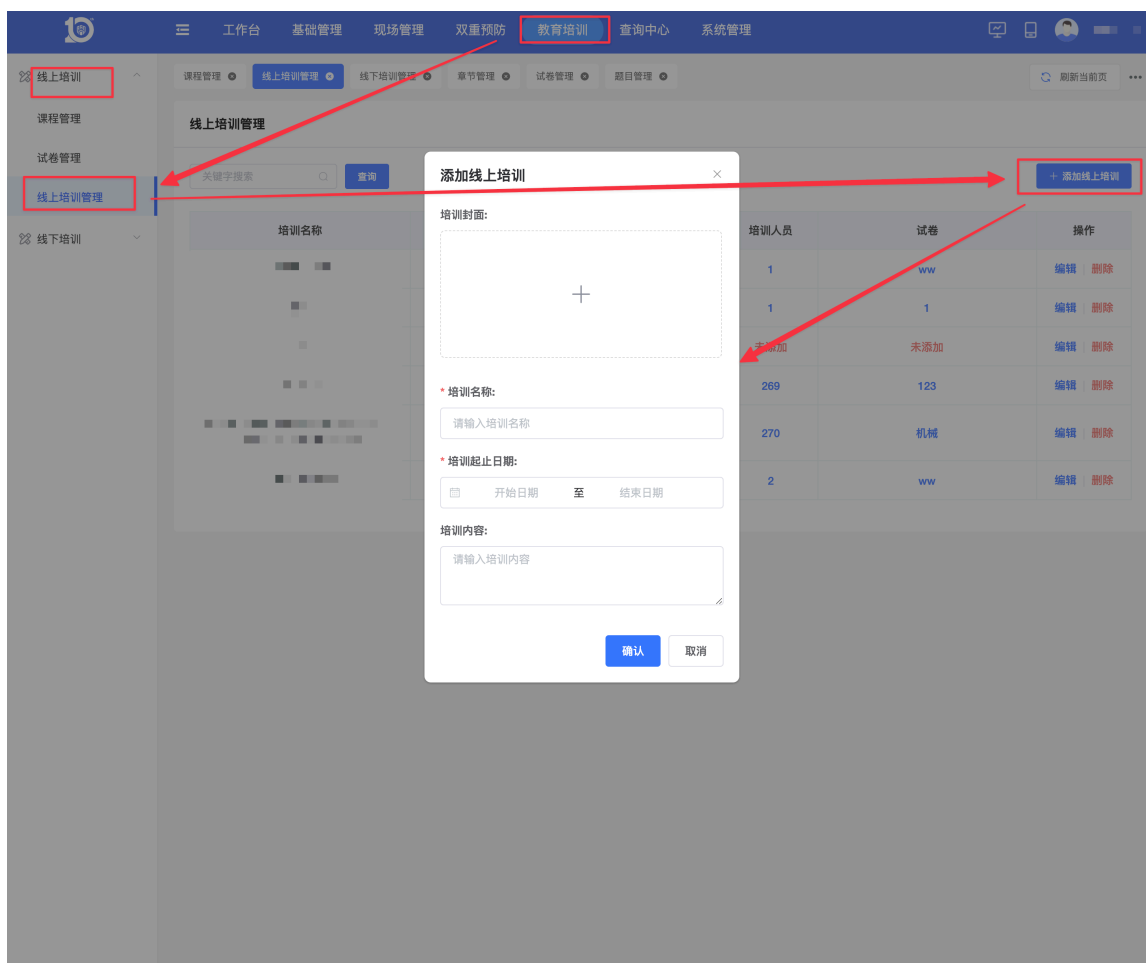 工作台 基础管理 现场管理 双重预防 教育培训 查询中心 系统管理
线上培训
课程管理
试卷管理
线上培训管理
线下培训
课程管理 线上培训管理 线下培训管理 章节管理 试卷管理 题目管理 刷新当前页
线上培训管理
关键字搜索 查询 + 添加线上培训
培训名称 培训人员 试卷 操作
1 ww 编辑 删除
1 1 编辑 删除
未添加 未添加 编辑 删除
269 123 编辑 删除
270 机械 编辑 删除
2 ww 编辑 删除
添加线上培训
培训封面:
* 培训名称:
请输入培训名称
* 培训起止日期:
开始日期 至 结束日期
培训内容:
请输入培训内容
确认 取消